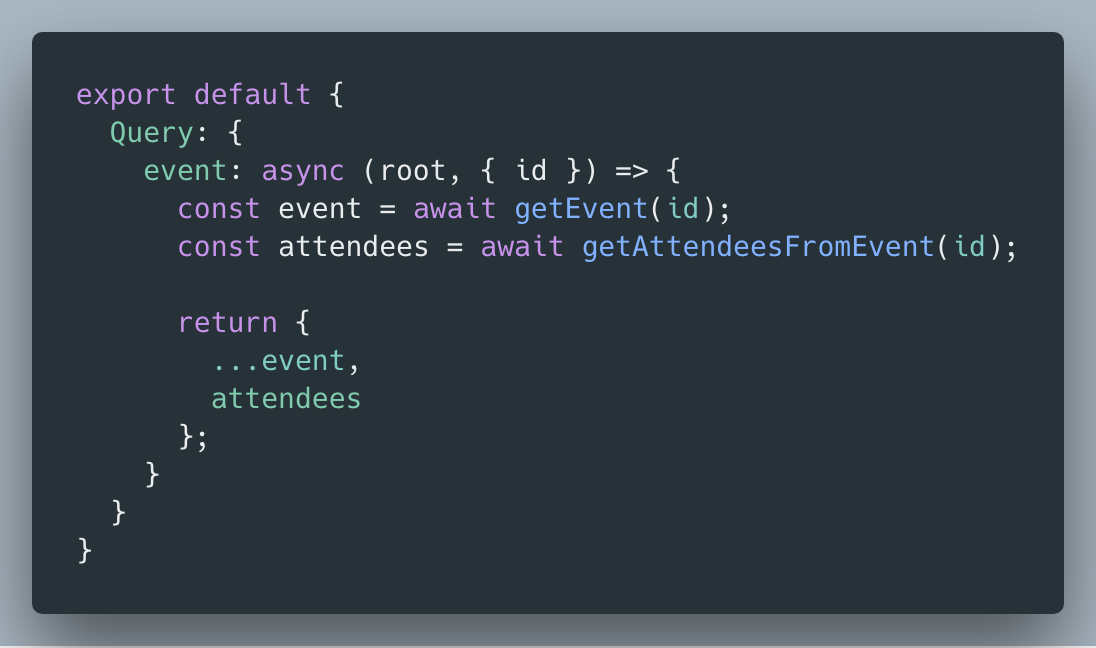 export default {
  Query: {
    event: async (root, { id }) => {
      const event = await getEvent(id);
      const attendees = await getAttendeesFromEvent(id);

      return {
        ...event,
        attendees
      };
    }
  }
}